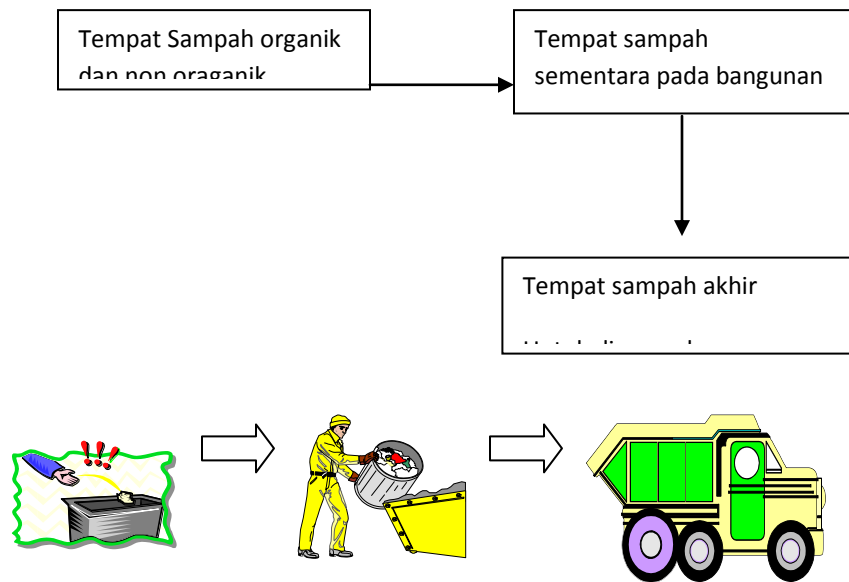 Tempat Sampah organik
dan non oraganik
Tempat sampah
sementara pada bangunan
Tempat sampah akhir